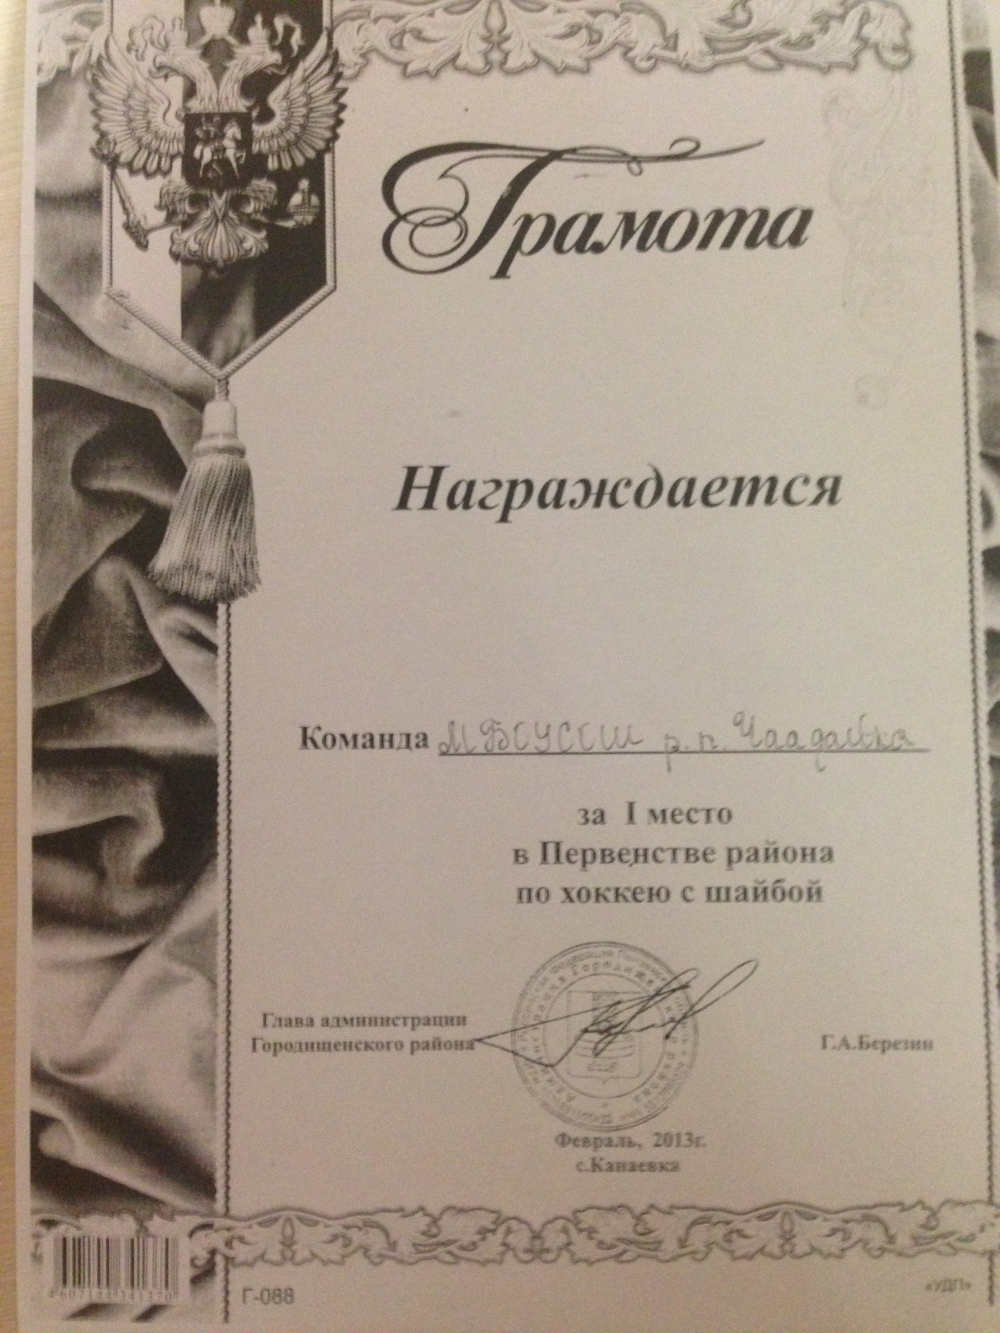 Грамота
Награждается
Команда МБОУСОШ р.п. Чаадаевка
за I место
в Первенстве района
по хоккею с шайбой
Глава администрации
Городищенского района
Г.А.Березин
Февраль, 2013г.
с.Канаевка
Г-088
«УДП»